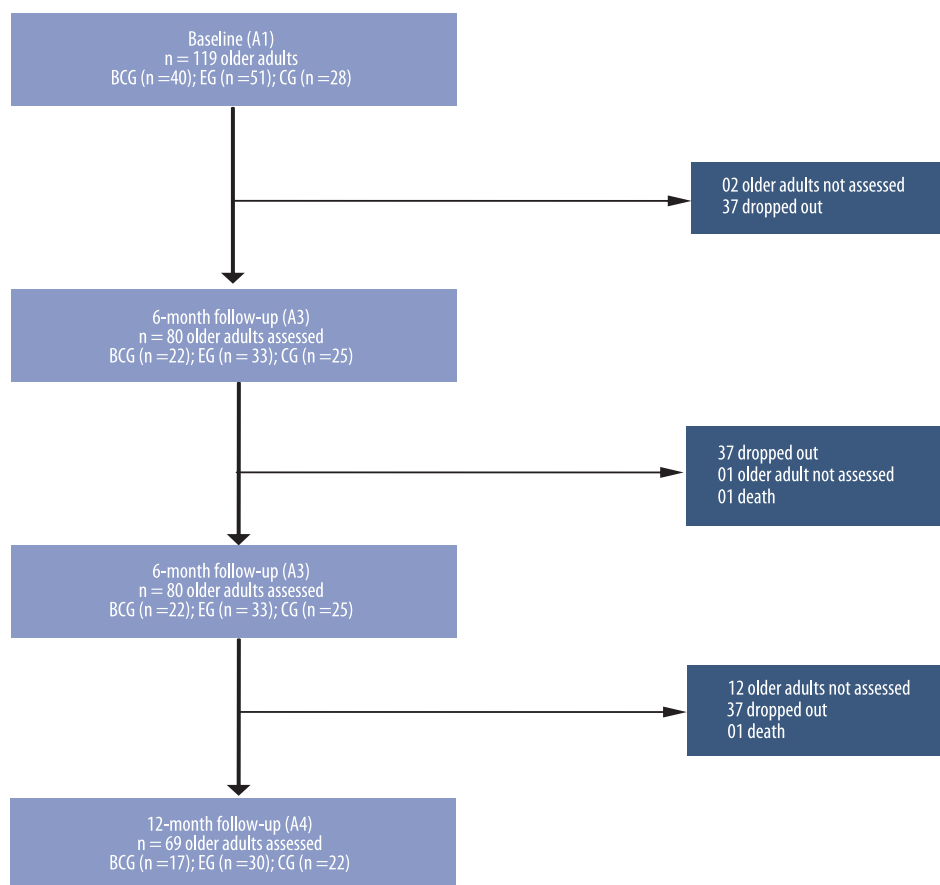 Baseline (A1)
n = 119 older adults
BCG (n =40); EG (n =51); CG (n =28)
02 older adults not assessed
37 dropped out
6-month follow-up (A3)
n = 80 older adults assessed
BCG (n =22); EG (n = 33); CG (n =25)
37 dropped out
01 older adult not assessed
01 death
6-month follow-up (A3)
n = 80 older adults assessed
BCG (n =22); EG (n = 33); CG (n =25)
12 older adults not assessed
37 dropped out
01 death
12-month follow-up (A4)
n = 69 older adults assessed
BCG (n =17); EG (n =30); CG (n =22)